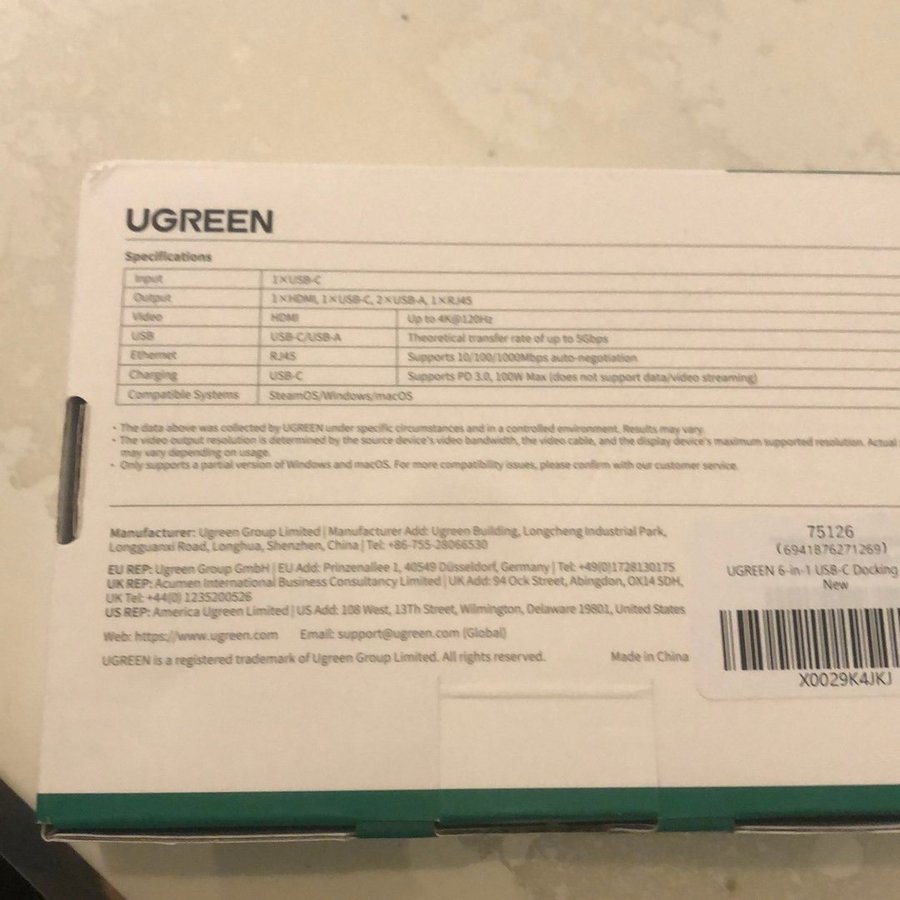 UGREEN
Specifications
Input 1×USB-C
Output 1×HDMI, 1×USB-C, 2×USB-A, 1×RJ45
Video HDMI Up to 4K@120Hz
USB USB-C/USB-A Theoretical transfer rate of up to 5Gbps
Ethernet RJ45 Supports 10/100/1000Mbps auto-negotiation
Charging USB-C Supports PD 3.0, 100W Max (does not support data/video streaming)
Compatible Systems SteamOS/Windows/macOS
• The data above was collected by UGREEN under specific circumstances and in a controlled environment. Results may vary.
• The video output resolution is determined by the source device's video bandwidth, the video cable, and the display device's maximum supported resolution. Actual
may vary depending on usage.
• Only supports a partial version of Windows and macOS. For more compatibility issues, please confirm with our customer service.
Manufacturer: Ugreen Group Limited | Manufacturer Add: Ugreen Building, Longcheng Industrial Park,
Longguanxi Road, Longhua, Shenzhen, China | Tel: +86-755-28066530
EU REP: Ugreen Group GmbH | EU Add: Prinzenallee 1, 40549 Düsseldorf, Germany | Tel: +49(0)1728130175
UK REP: Acumen International Business Consultancy Limited | UK Add: 94 Ock Street, Abingdon, OX14 5DH,
UK Tel: +44(0) 1235200526
US REP: America Ugreen Limited | US Add: 108 West, 13Th Street, Wilmington, Delaware 19801, United States
Web: https://www.ugreen.com Email: support@ugreen.com (Global)
UGREEN is a registered trademark of Ugreen Group Limited. All rights reserved. Made in China
75126
(6941876271269)
UGREEN 6-in-1 USB-C Docking
New
X0029K4JKJ